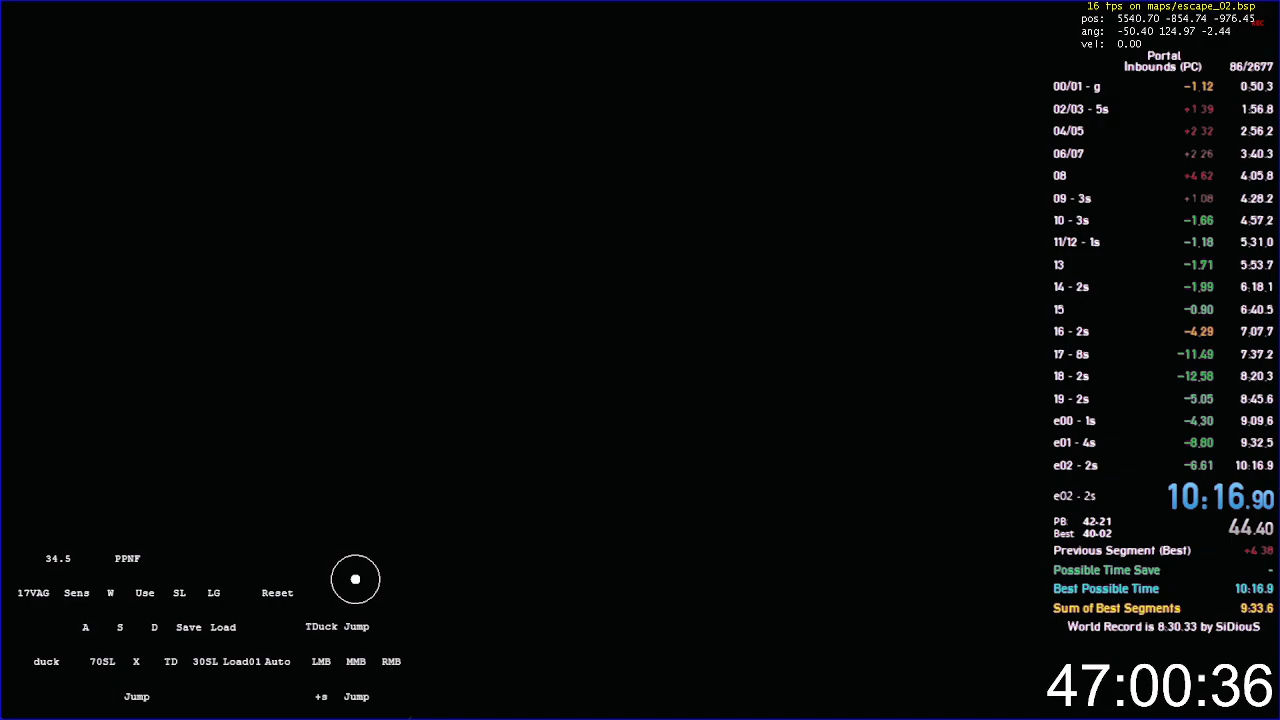 16 fps on maps/escape_02.bsp
pos: 5540.70 -854.74 -976.45
ang: -50.40 124.97 -2.44
vel: 0.00
Portal
Inbounds (PC) 86/2677
00/01 - g -1.12 0:50.3
02/03 - 5s +1.39 1:56.8
04/05 +2.32 2:56.2
06/07 +2.26 3:40.3
08 +4.62 4:05.8
09 - 3s +1.08 4:28.2
10 - 3s -1.66 4:57.2
11/12 - 1s -1.18 5:31.0
13 -1.71 5:53.7
14 - 2s -1.99 6:18.1
15 -0.90 6:40.5
16 - 2s -4.29 7:07.7
17 - 8s -11.49 7:37.2
18 - 2s -12.58 8:20.3
19 - 2s -5.05 8:45.6
e00 - 1s -4.30 9:09.6
e01 - 4s -8.80 9:32.5
e02 - 2s -6.61 10:16.9
e02 - 2s 10:16.90
PB: 42.21
Best 40.02 44.40
Previous Segment (Best) +4.38
Possible Time Save -
Best Possible Time 10:16.9
Sum of Best Segments 9:33.6
World Record is 8:30.33 by SiDiouS
47:00:36
34.5 PPNF
17VAG Sens W Use SL LG Reset
A S D Save Load TDuck Jump
duck 70SL X TD 30SL Load01 Auto LMB MMB RMB
Jump +s Jump